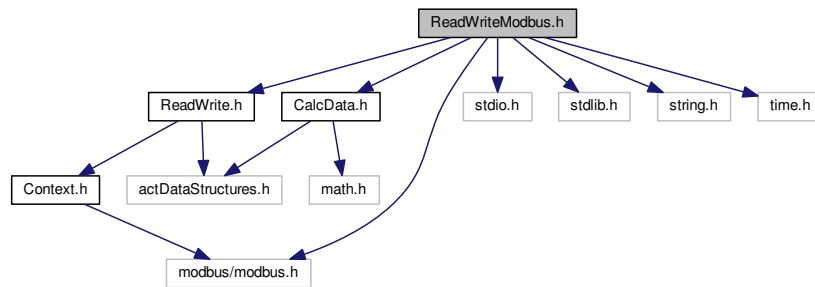 ReadWriteModbus.h
ReadWrite.h
CalcData.h
stdio.h
stdlib.h
string.h
time.h
Context.h
actDataStructures.h
math.h
modbus/modbus.h